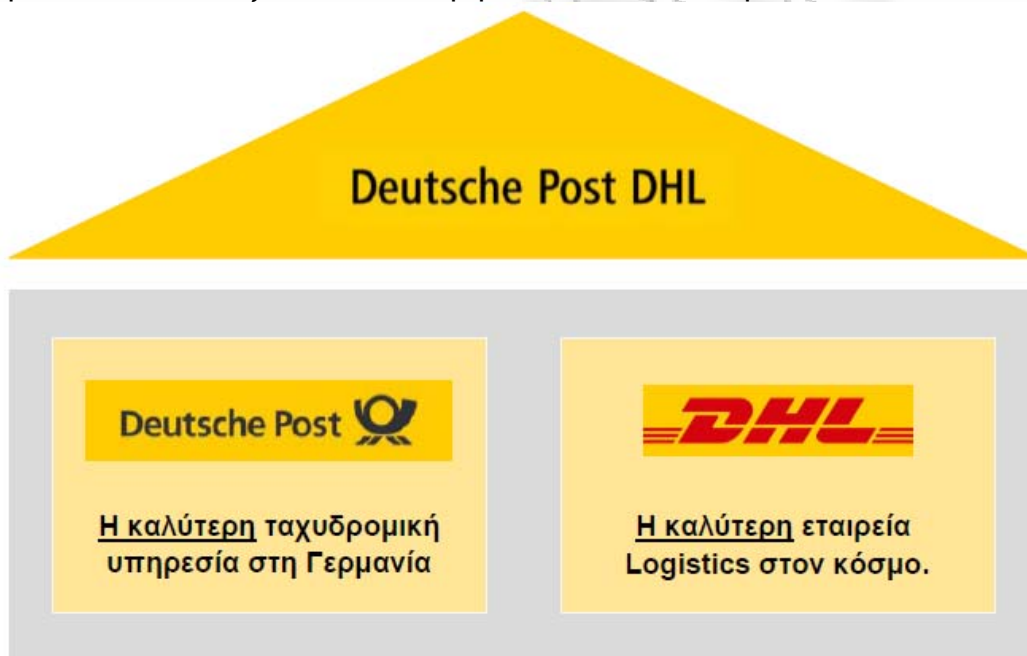 Deutsche Post DHL
Deutsche Post
DHL
Η καλύτερη ταχυδρομική
υπηρεσία στη Γερμανία
Η καλύτερη εταιρεία
Logistics στον κόσμο.